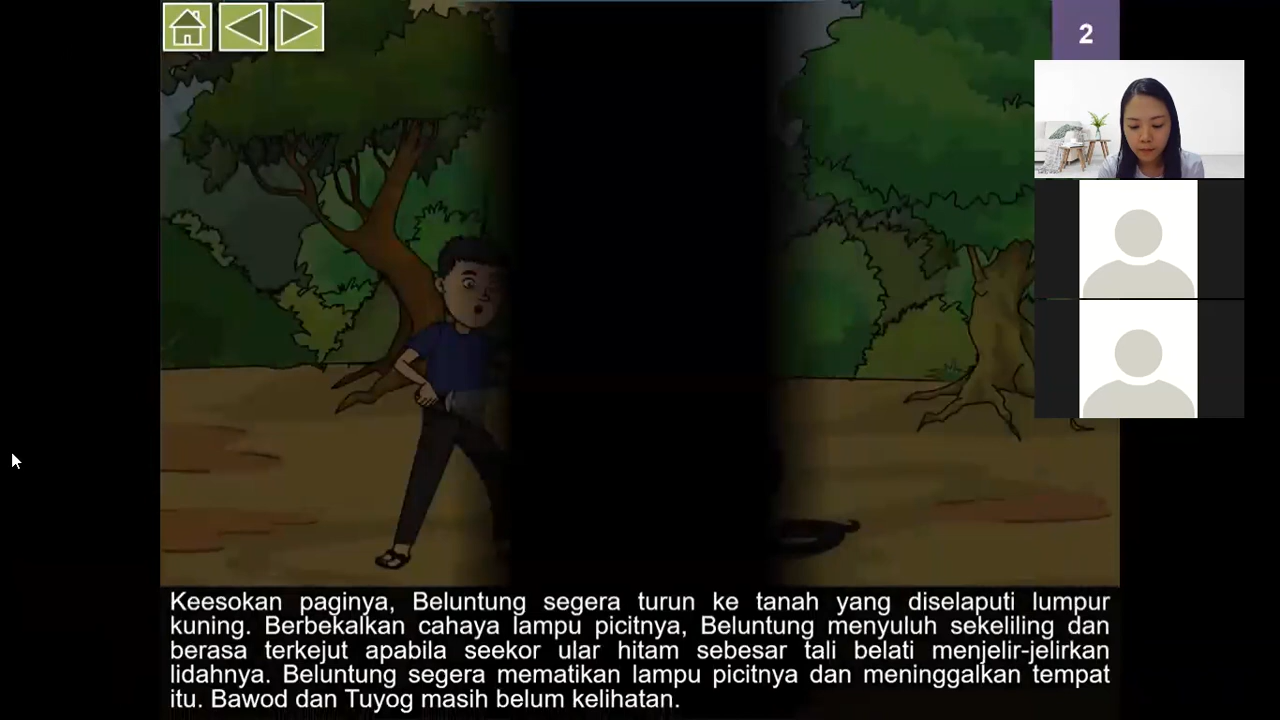 2
Keesokan paginya, Beluntung segera turun ke tanah yang diselaputi lumpur
kuning. Berbekalkan cahaya lampu picitnya, Beluntung menyuluh sekeliling dan
berasa terkejut apabila seekor ular hitam sebesar tali belati menjelir-jelirkan
lidahnya. Beluntung segera mematikan lampu picitnya dan meninggalkan tempat
itu. Bawod dan Tuyog masih belum kelihatan.